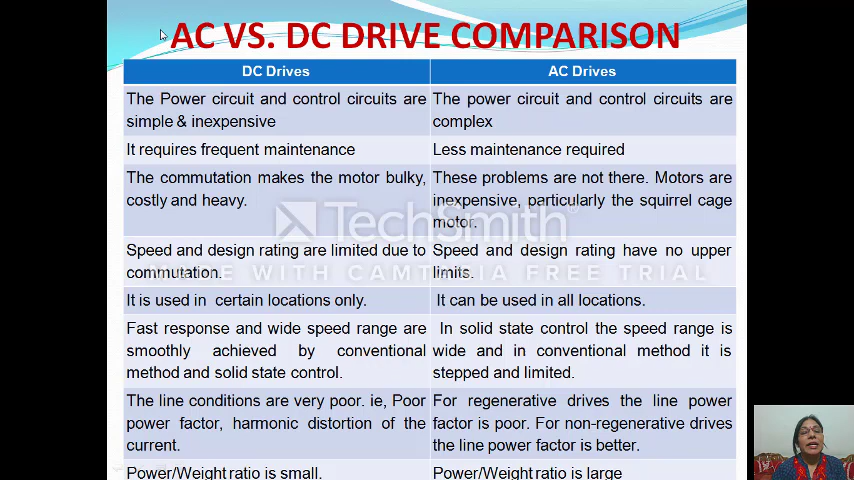 AC VS. DC DRIVE COMPARISON
DC Drives
AC Drives
The Power circuit and control circuits are
simple & inexpensive
The power circuit and control circuits are
complex
It requires frequent maintenance
Less maintenance required
The commutation makes the motor bulky,
costly and heavy.
These problems are not there. Motors are
inexpensive, particularly the squirrel cage
motor.
Speed and design rating are limited due to
commutation.
Speed and design rating have no upper
limits.
It is used in certain locations only.
It can be used in all locations.
Fast response and wide speed range are
smoothly achieved by conventional
method and solid state control.
In solid state control the speed range is
wide and in conventional method it is
stepped and limited.
The line conditions are very poor. ie, Poor
power factor, harmonic distortion of the
current.
For regenerative drives the line power
factor is poor. For non-regenerative drives
the line power factor is better.
Power/Weight ratio is small.
Power/Weight ratio is large
TechSmith®
MADE WITH CAMTASIA FREE TRIAL